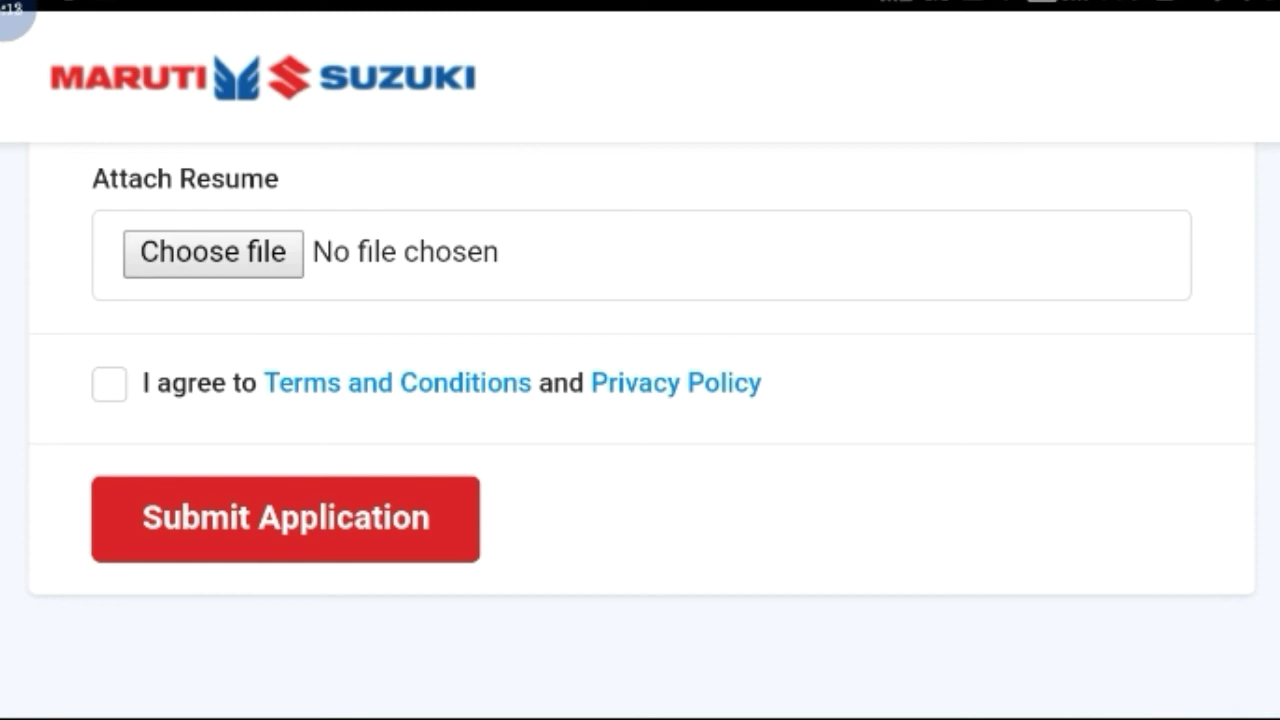 :12
MARUTI SUZUKI
Attach Resume
Choose file No file chosen
I agree to Terms and Conditions and Privacy Policy
Submit Application